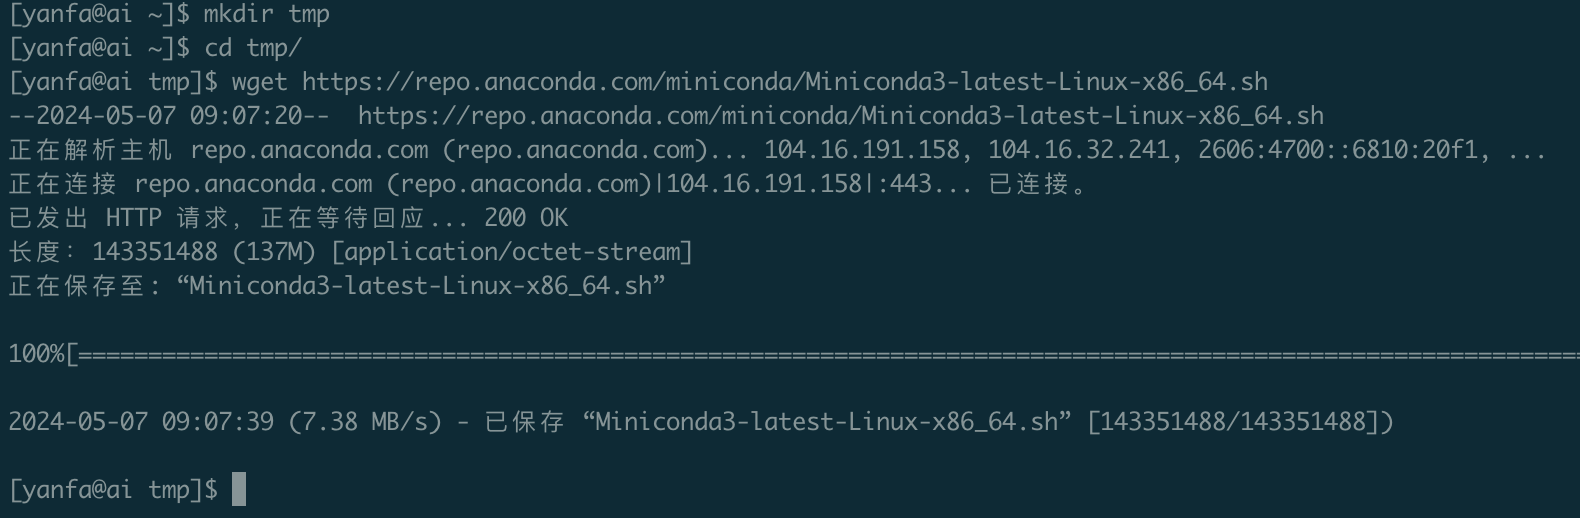 [yanfa@ai ~]$ mkdir tmp
[yanfa@ai ~]$ cd tmp/
[yanfa@ai tmp]$ wget https://repo.anaconda.com/miniconda/Miniconda3-latest-Linux-x86_64.sh
--2024-05-07 09:07:20--  https://repo.anaconda.com/miniconda/Miniconda3-latest-Linux-x86_64.sh
正在解析主机 repo.anaconda.com (repo.anaconda.com)... 104.16.191.158, 104.16.32.241, 2606:4700::6810:20f1, ...
正在连接 repo.anaconda.com (repo.anaconda.com)|104.16.191.158|:443... 已连接。
已发出 HTTP 请求，正在等待回应... 200 OK
长度：143351488 (137M) [application/octet-stream]
正在保存至: “Miniconda3-latest-Linux-x86_64.sh”
100%[===========================================================================================================
2024-05-07 09:07:39 (7.38 MB/s) - 已保存 “Miniconda3-latest-Linux-x86_64.sh” [143351488/143351488])
[yanfa@ai tmp]$